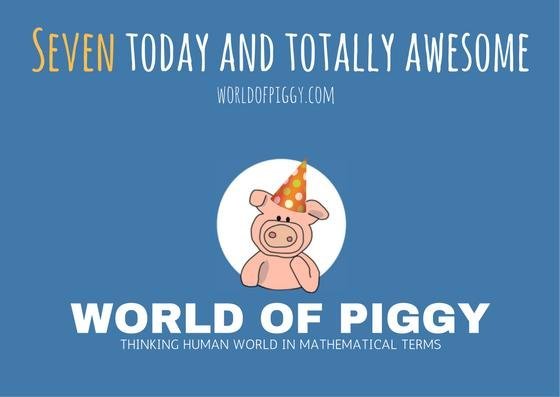 Seven today and totally awesome
worldofpiggy.com
WORLD OF PIGGY
THINKING HUMAN WORLD IN MATHEMATICAL TERMS